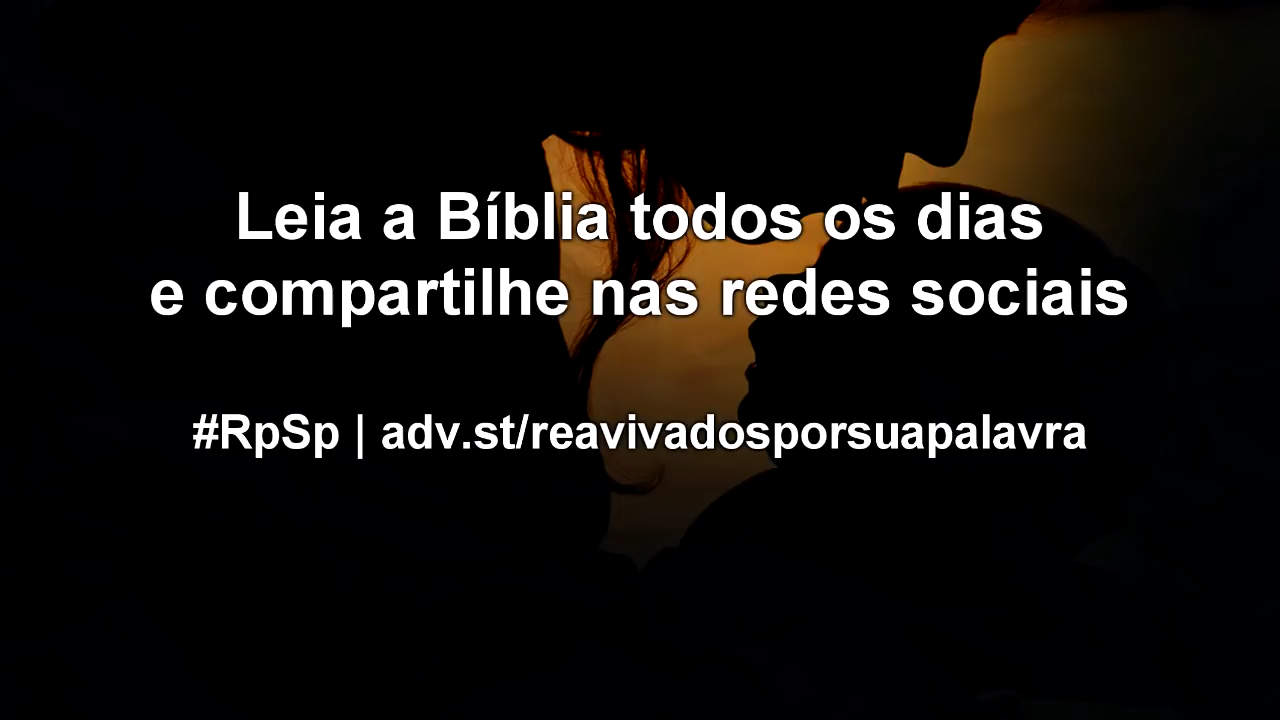 Leia a Bíblia todos os dias
e compartilhe nas redes sociais
#RpSp | adv.st/reavivadosporsuapalavra